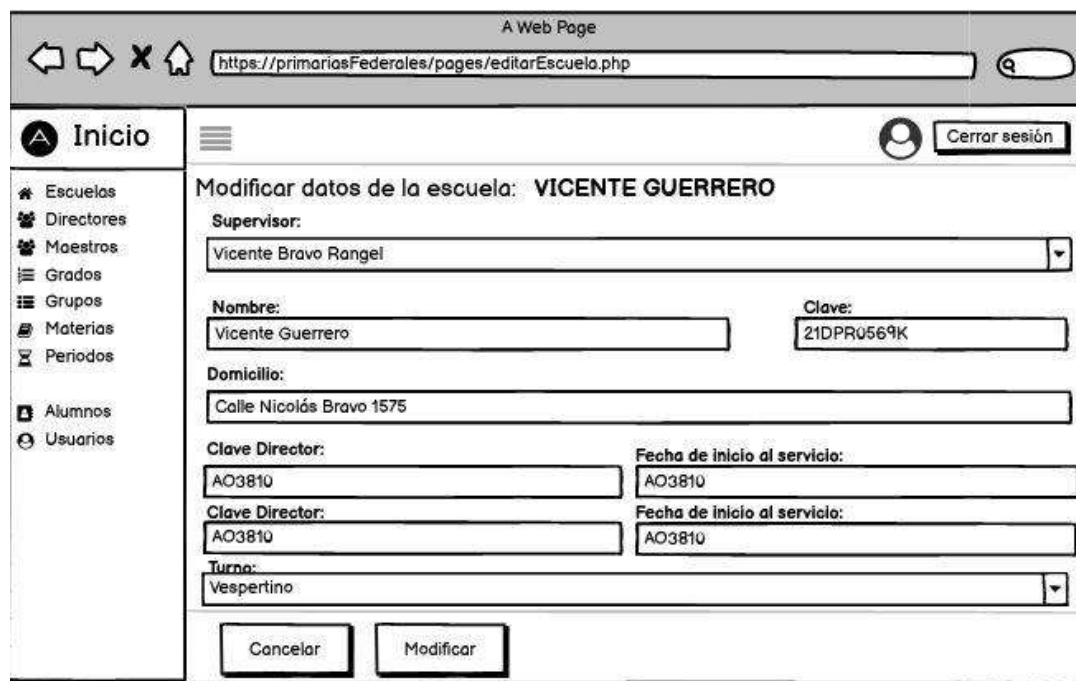 A Web Page
https://primariasFederales/pages/editarEscuela.php
Inicio
Cerrar sesión
Escuelas
Directores
Maestros
Grados
Grupos
Materias
Periodos
Alumnos
Usuarios
Modificar datos de la escuela: VICENTE GUERRERO
Supervisor:
Vicente Bravo Rangel
Nombre: Clave:
Vicente Guerrero 21DPR0569K
Domicilio:
Calle Nicolás Bravo 1575
Clave Director: Fecha de inicio al servicio:
AO3810 AO3810
Clave Director: Fecha de inicio al servicio:
AO3810 AO3810
Turno:
Vespertino
Cancelar Modificar